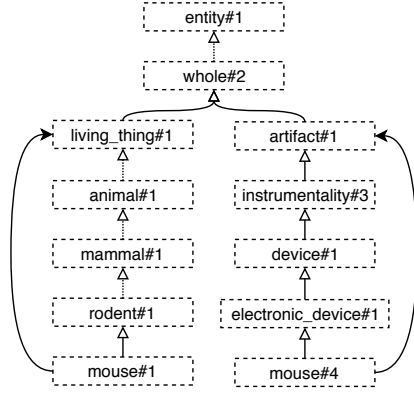 entity#1
whole#2
living_thing#1
artifact#1
animal#1
instrumentality#3
mammal#1
device#1
rodent#1
electronic_device#1
mouse#1
mouse#4